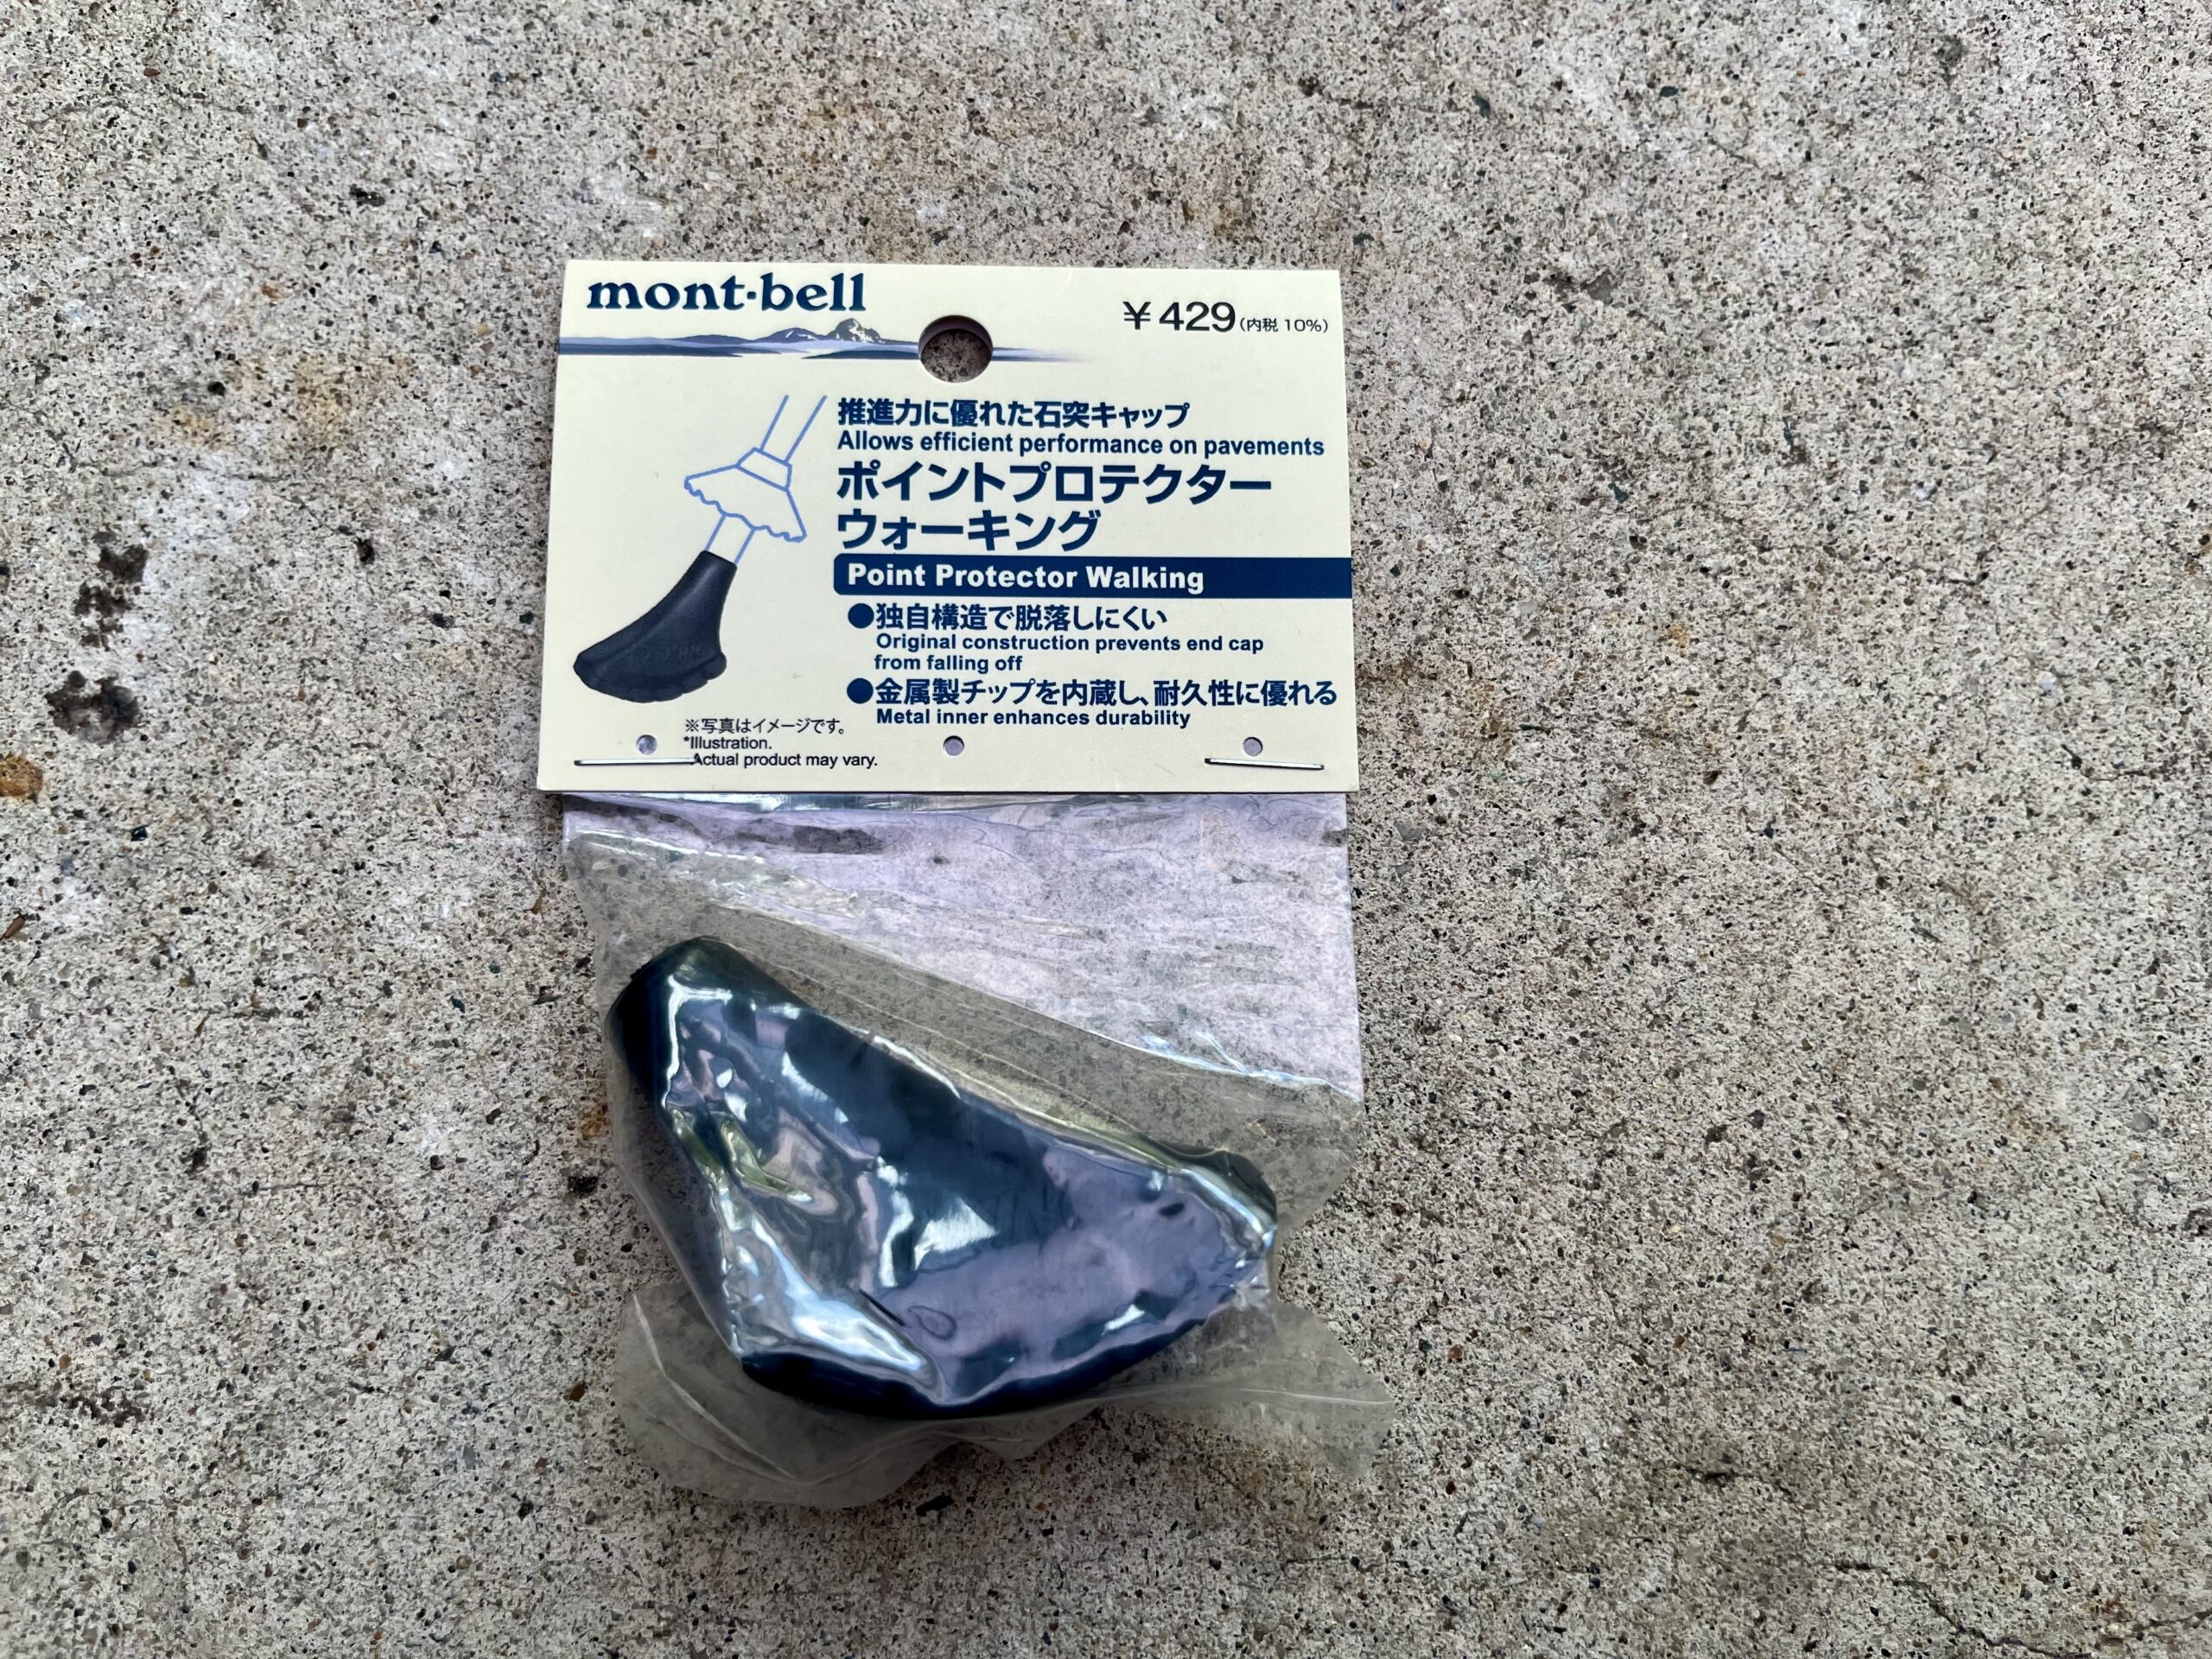 mont-bell
¥429(内税 10%)
推進力に優れた石突キャップ
Allows efficient performance on pavements
ポイントプロテクター
ウォーキング
Point Protector Walking
●独自構造で脱落しにくい
Original construction prevents end cap
from falling off
●金属製チップを内蔵し、耐久性に優れる
Metal inner enhances durability
※写真はイメージです。
*Illustration.
Actual product may vary.